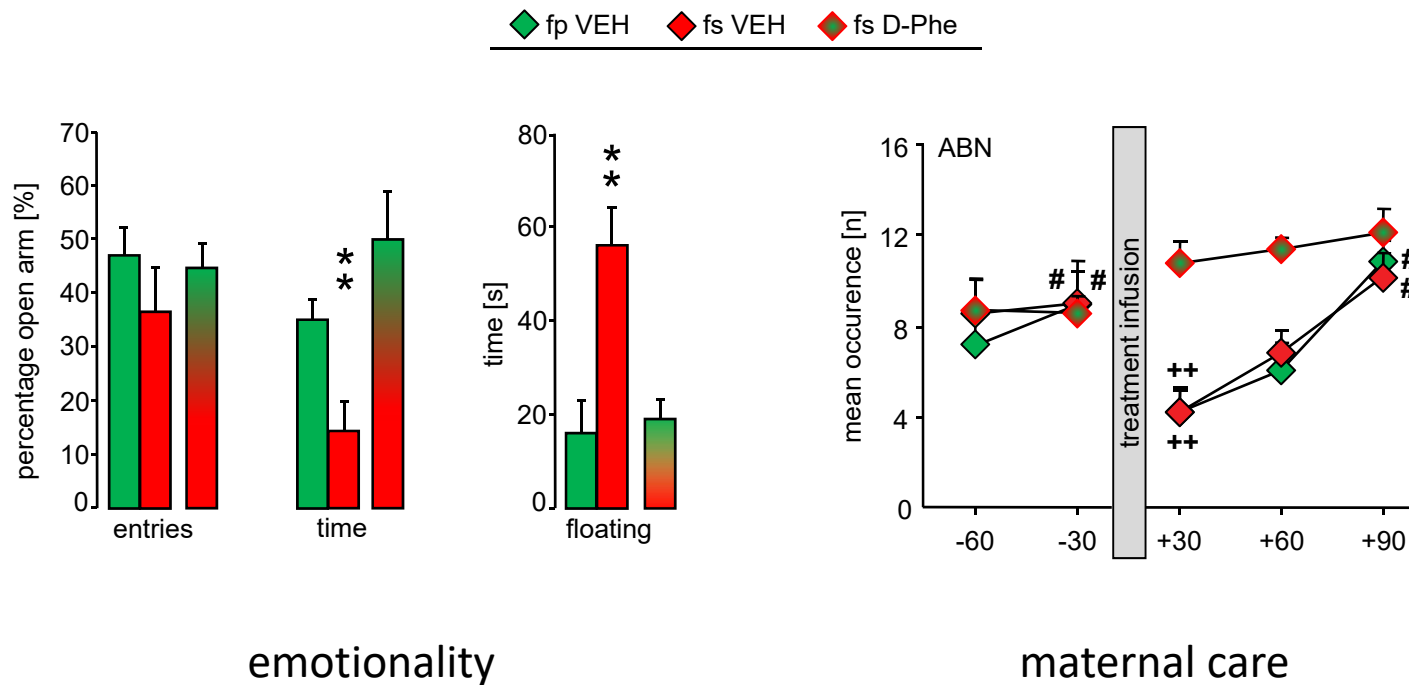 fp VEH fs VEH fs D-Phe
percentage open arm [%]
70
60
50
40
30
20
10
0
* *
entries time
time [s]
80
60
40
20
0
* *
floating
mean occurence [n]
16
12
8
4
0
ABN
# #
treatment infusion
++
++
#
#
-60 -30 +30 +60 +90
emotionality maternal care